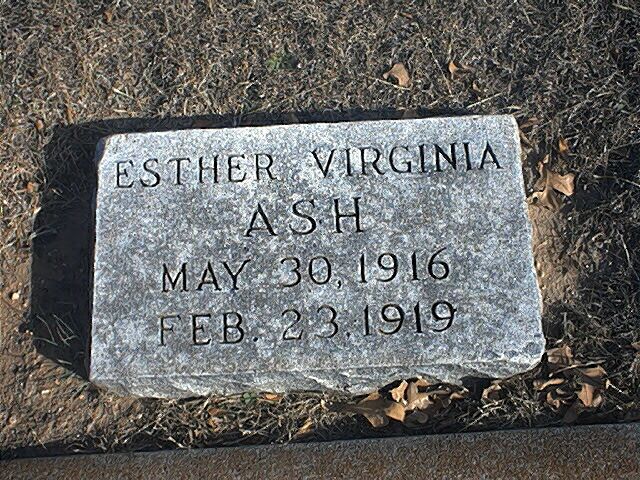 ESTHER VIRGINIA
ASH
MAY 30, 1916
FEB. 23, 1919